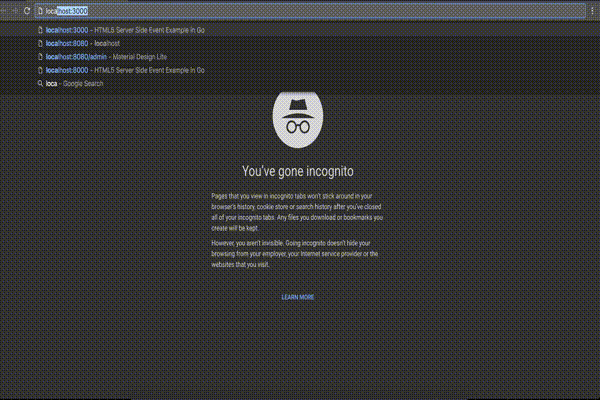 localhost:3000
localhost:3000 - HTML5 Server Side Event Example in Go
localhost:8080 - localhost
localhost:8080/admin - Material Design Lite
localhost:8000 - HTML5 Server Side Event Example in Go
loca - Google Search
You've gone incognito
Pages that you view in incognito tabs won't stick around in your
browser's history, cookie store or search history after you've closed
all of your incognito tabs. Any files you download or bookmarks you
create will be kept.
However, you aren't invisible. Going incognito doesn't hide your
browsing from your employer, your internet service provider or the
websites that you visit.
LEARN MORE